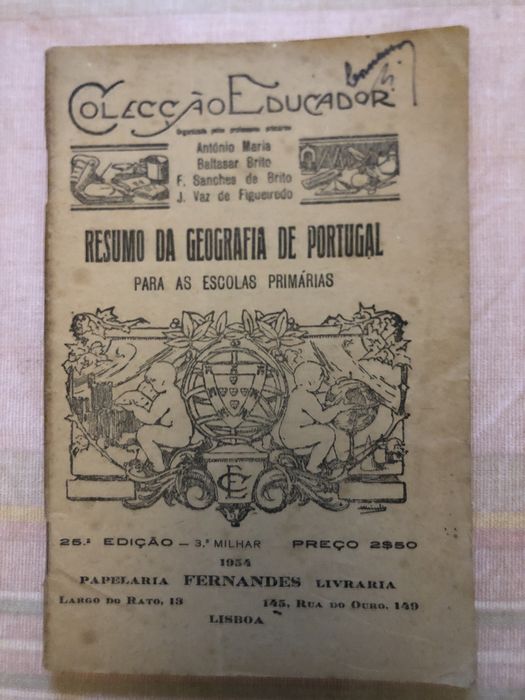 COLECÇÃO EDUCADOR
Organizada pelos professores primários
António Maria
Baltasar Brito
F. Sanches de Brito
J. Vaz de Figueiredo
RESUMO DA GEOGRAFIA DE PORTUGAL
PARA AS ESCOLAS PRIMÁRIAS
CE
25.ª EDIÇÃO — 3.º MILHAR PREÇO 2$50
1954
PAPELARIA FERNANDES LIVRARIA
LARGO DO RATO, 13 145, RUA DO OURO, 149
LISBOA